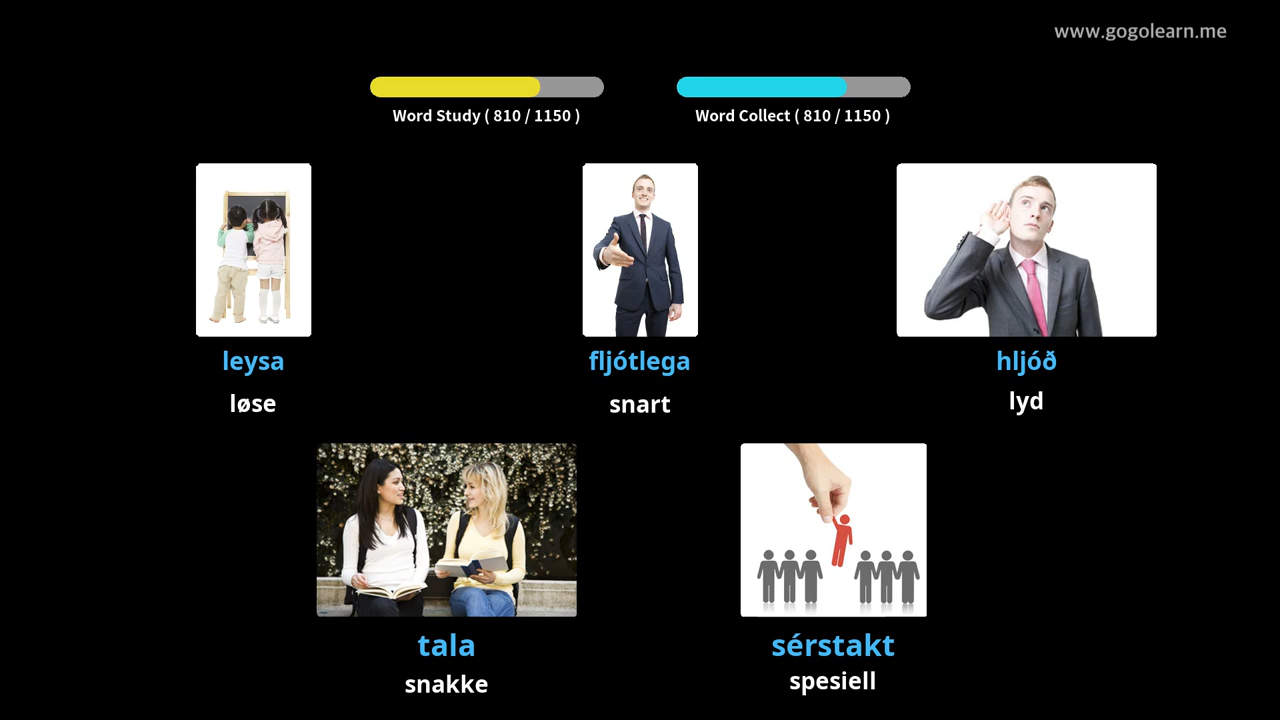 www.gogolearn.me
Word Study ( 810 / 1150 )
Word Collect ( 810 / 1150 )
leysa
fljótlega
hljóð
løse
snart
lyd
tala
sérstakt
snakke
spesiell